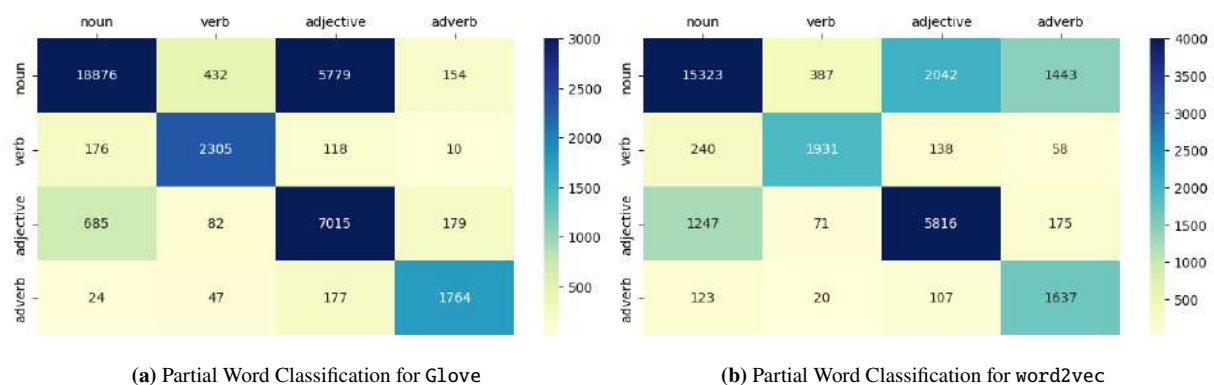 noun verb adjective adverb
noun 18876 432 5779 154
verb 176 2305 118 10
adjective 685 82 7015 179
adverb 24 47 177 1764
3000
2500
2000
1500
1000
500
(a) Partial Word Classification for Glove
noun verb adjective adverb
noun 15323 387 2042 1443
verb 240 1931 138 58
adjective 1247 71 5816 175
adverb 123 20 107 1637
4000
3500
3000
2500
2000
1500
1000
500
(b) Partial Word Classification for word2vec